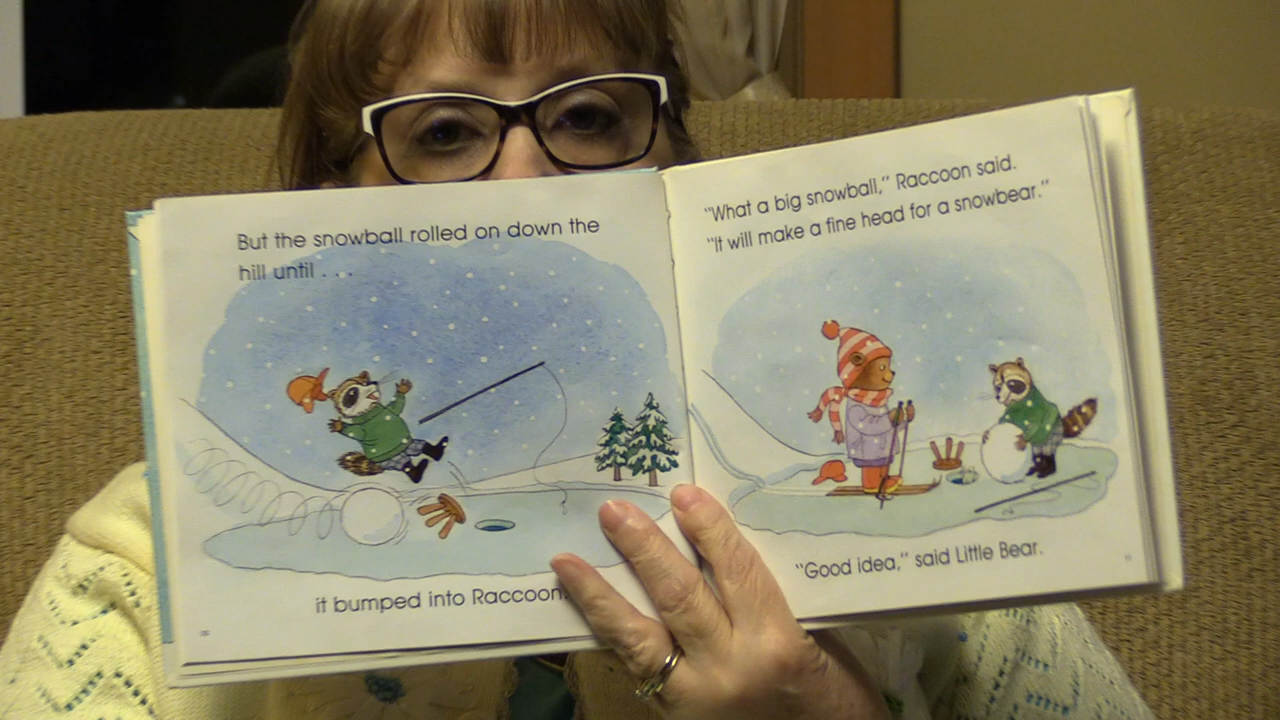 But the snowball rolled on down the
hill until . . .
it bumped into Raccoon.
"What a big snowball," Raccoon said.
"It will make a fine head for a snowbear."
"Good idea," said Little Bear.